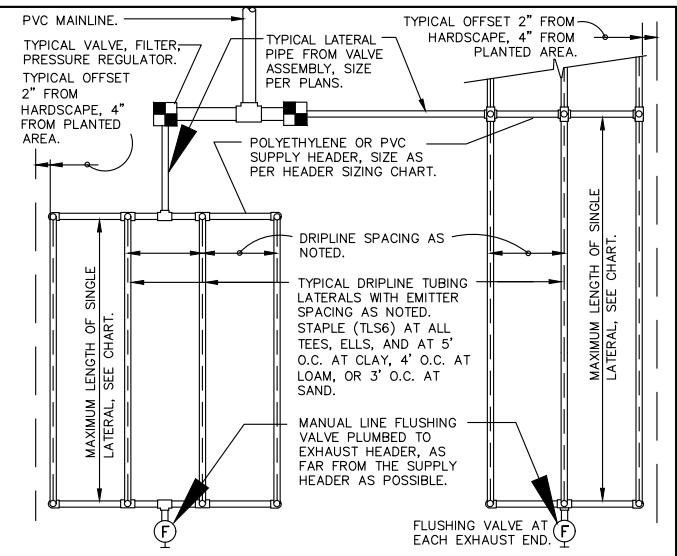 PVC MAINLINE.
TYPICAL VALVE, FILTER,
PRESSURE REGULATOR.
TYPICAL OFFSET
2" FROM
HARDSCAPE, 4"
FROM PLANTED
AREA.
TYPICAL LATERAL
PIPE FROM VALVE
ASSEMBLY, SIZE
PER PLANS.
TYPICAL OFFSET 2" FROM
HARDSCAPE, 4" FROM
PLANTED AREA.
POLYETHYLENE OR PVC
SUPPLY HEADER, SIZE AS
PER HEADER SIZING CHART.
DRIPLINE SPACING AS
NOTED.
TYPICAL DRIPLINE TUBING
LATERALS WITH EMITTER
SPACING AS NOTED.
STAPLE (TLS6) AT ALL
TEES, ELLS, AND AT 5'
O.C. AT CLAY, 4' O.C. AT
LOAM, OR 3' O.C. AT
SAND.
MANUAL LINE FLUSHING
VALVE PLUMBED TO
EXHAUST HEADER, AS
FAR FROM THE SUPPLY
HEADER AS POSSIBLE.
FLUSHING VALVE AT
EACH EXHAUST END.
MAXIMUM LENGTH OF SINGLE
LATERAL, SEE CHART.
MAXIMUM LENGTH OF SINGLE
LATERAL, SEE CHART.
F
F